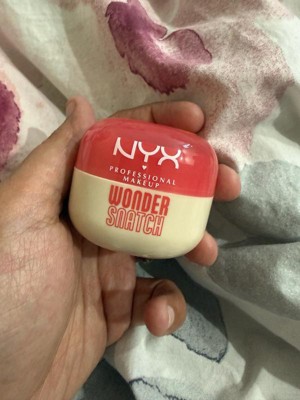 NYX
PROFESSIONAL
MAKEUP
WONDER
SNATCH